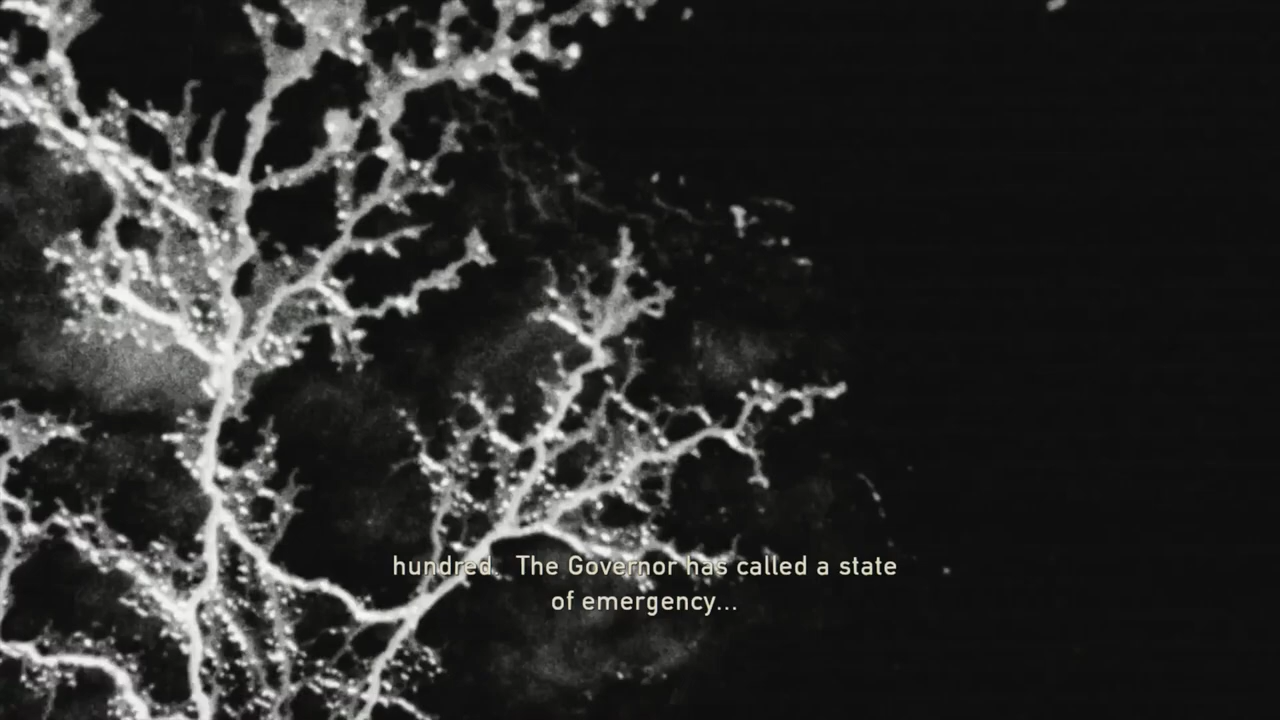 hundred.  The Governor has called a state
of emergency...